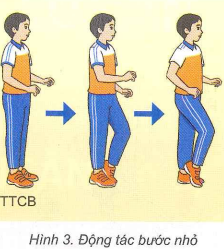 TTCB
Hình 3. Động tác bước nhỏ